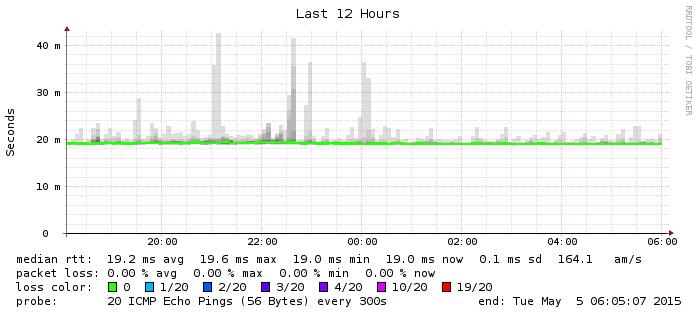 Last 12 Hours
RRDTOOL / TOBI OETIKER
Seconds
40 m
30 m
20 m
10 m
0
20:00 22:00 00:00 02:00 04:00 06:00
median rtt: 19.2 ms avg 19.6 ms max 19.0 ms min 19.0 ms now 0.1 ms sd 164.1 am/s
packet loss: 0.00 % avg 0.00 % max 0.00 % min 0.00 % now
loss color: 0 1/20 2/20 3/20 4/20 10/20 19/20
probe: 20 ICMP Echo Pings (56 Bytes) every 300s end: Tue May 5 06:05:07 2015